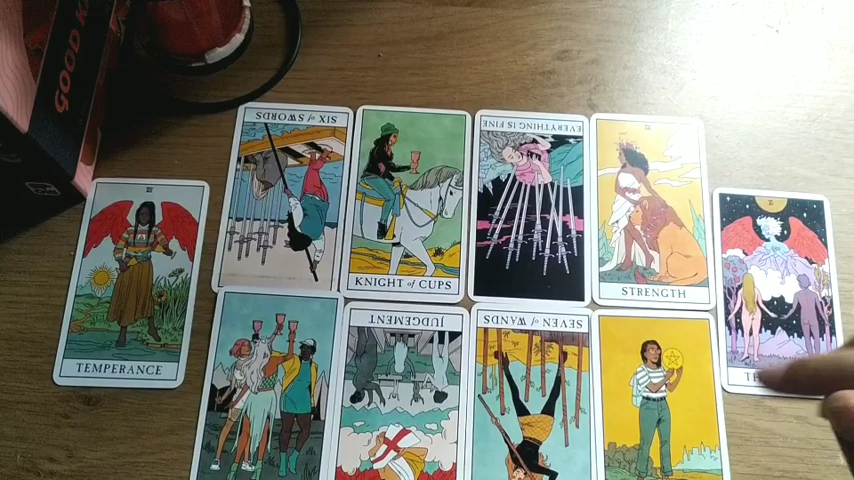 GOOD K
SIX of SWORDS
EVERYTHING IS FINE
KNIGHT of CUPS
STRENGTH
TEMPERANCE
JUDGEMENT
SEVEN of WANDS